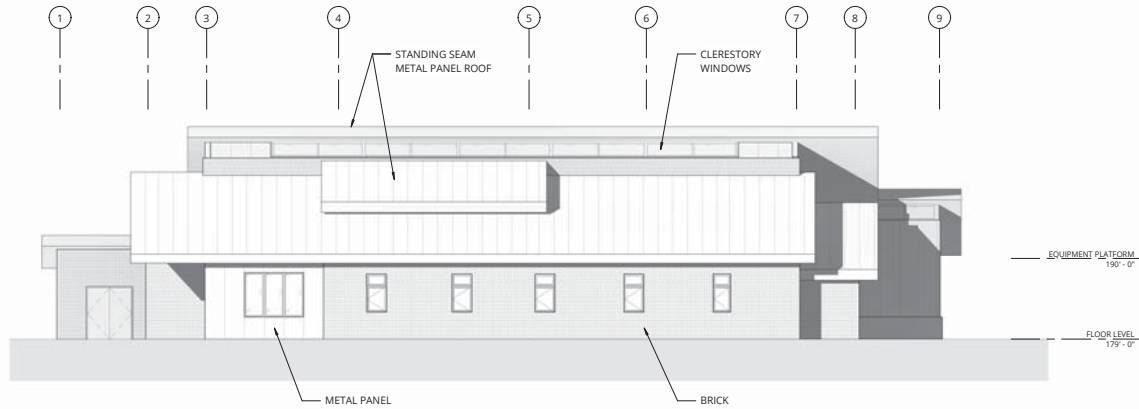 1
2
3
4
5
6
7
8
9
STANDING SEAM
METAL PANEL ROOF
CLERESTORY
WINDOWS
EQUIPMENT PLATFORM
190' - 0"
FLOOR LEVEL
179' - 0"
METAL PANEL
BRICK